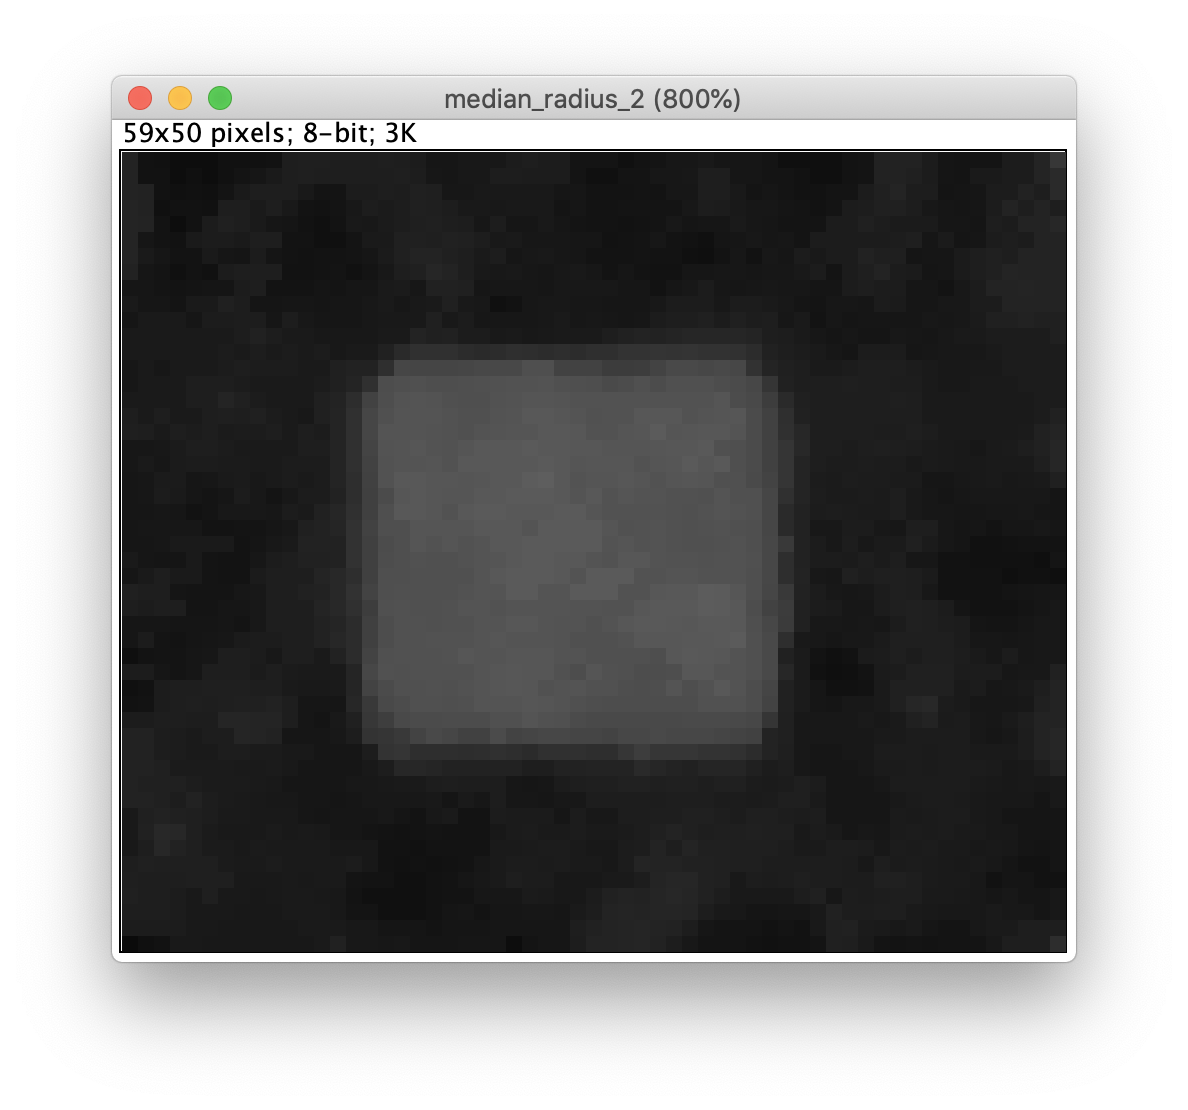 median_radius_2 (800%)
59x50 pixels; 8-bit; 3K